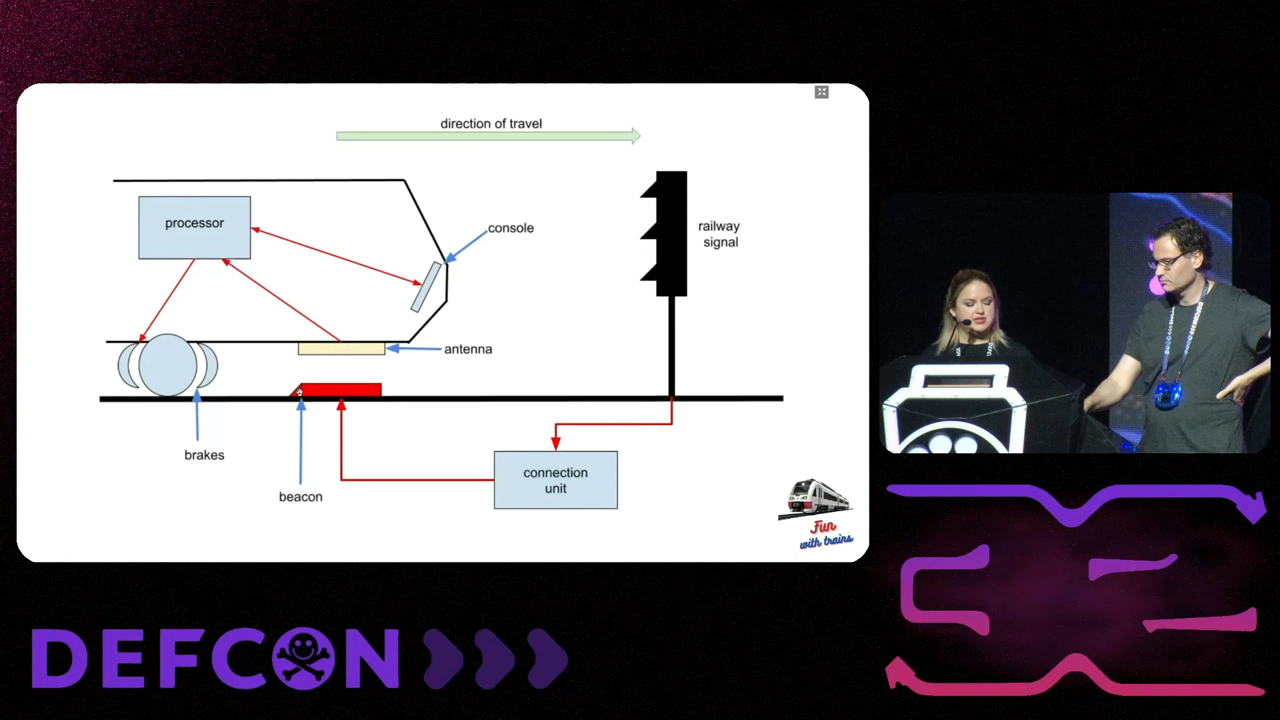 direction of travel
processor
console
railway
signal
antenna
brakes
beacon
connection
unit
Fun
with trains
DEFCON